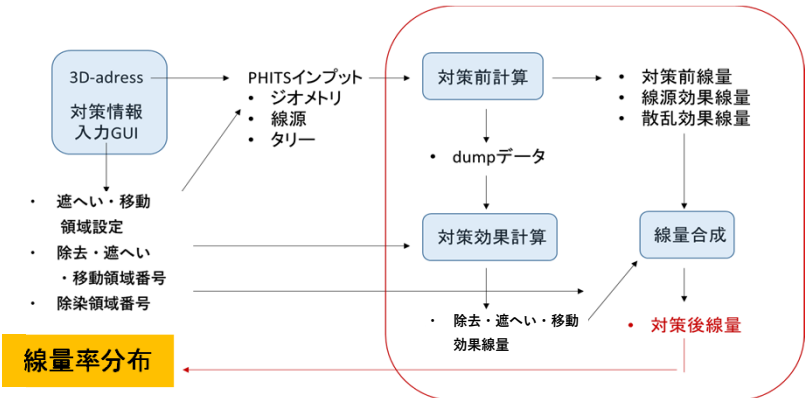 3D-adress
対策情報
入力GUI
PHITSインプット
• ジオメトリ
• 線源
• タリー
対策前計算
• 対策前線量
• 線源効果線量
• 散乱効果線量
• dumpデータ
・ 遮へい・移動
領域設定
・ 除去・遮へい
・移動領域番号
・ 除染領域番号
対策効果計算
線量合成
・ 除去・遮へい・移動
効果線量
• 対策後線量
線量率分布